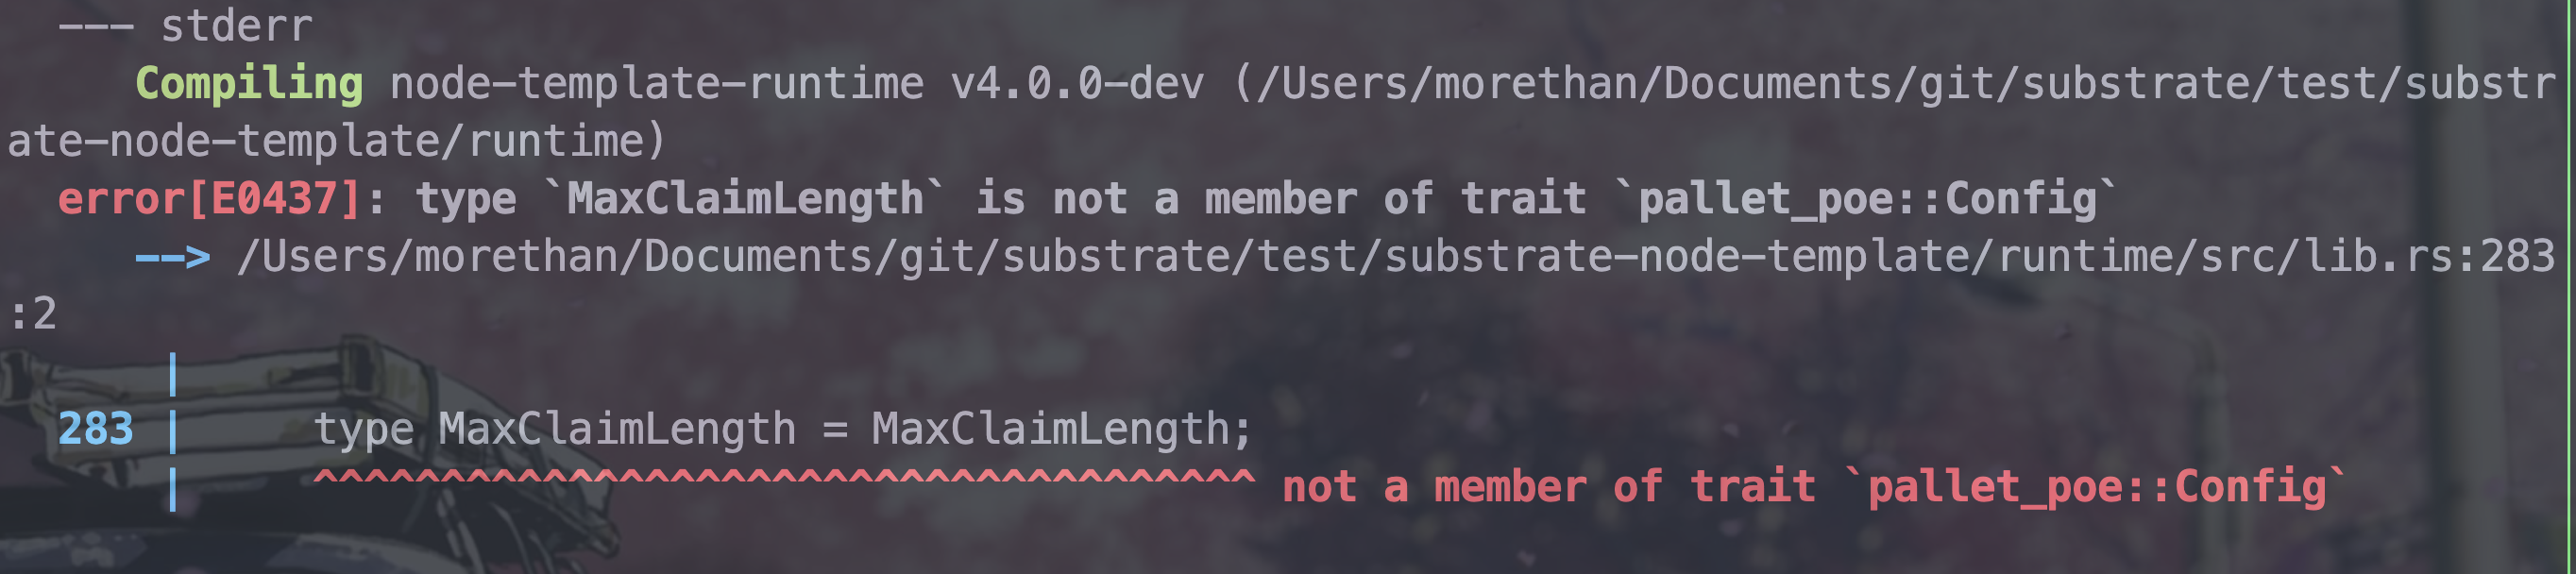 --- stderr
Compiling node-template-runtime v4.0.0-dev (/Users/morethan/Documents/git/substrate/test/substr
ate-node-template/runtime)
error[E0437]: type `MaxClaimLength` is not a member of trait `pallet_poe::Config`
--> /Users/morethan/Documents/git/substrate/test/substrate-node-template/runtime/src/lib.rs:283
:2
|
283 | type MaxClaimLength = MaxClaimLength;
| ^^^^^^^^^^^^^^^^^^^^^^^^^^^^^^^^^^^^^ not a member of trait `pallet_poe::Config`